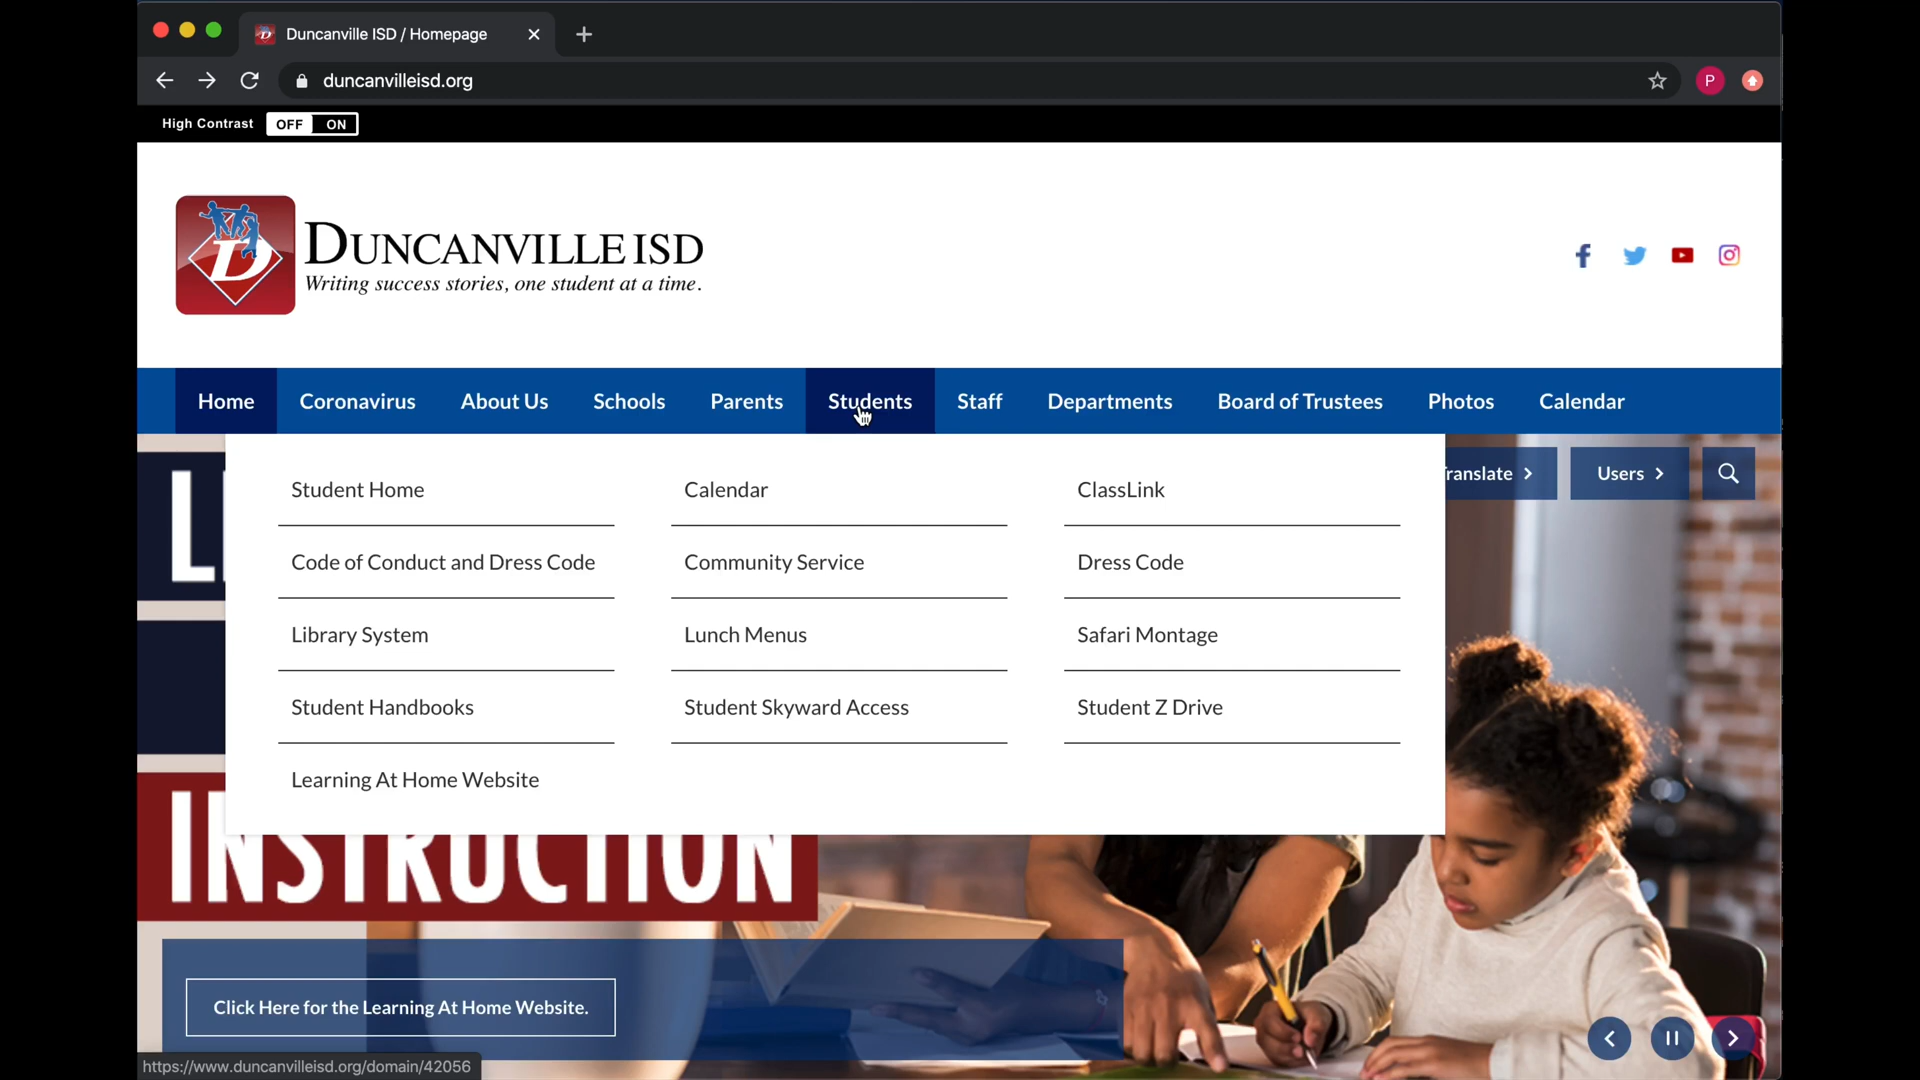 Duncanville ISD / Homepage
duncanvilleisd.org
P
High Contrast OFF ON
D
DUNCANVILLE ISD
Writing success stories, one student at a time.
Home Coronavirus About Us Schools Parents Students Staff Departments Board of Trustees Photos Calendar
Student Home Calendar ClassLink
ranslate Users
Code of Conduct and Dress Code Community Service Dress Code
Library System Lunch Menus Safari Montage
Student Handbooks Student Skyward Access Student Z Drive
Learning At Home Website
INSTRUCTION
Click Here for the Learning At Home Website.
https://www.duncanvilleisd.org/domain/42056